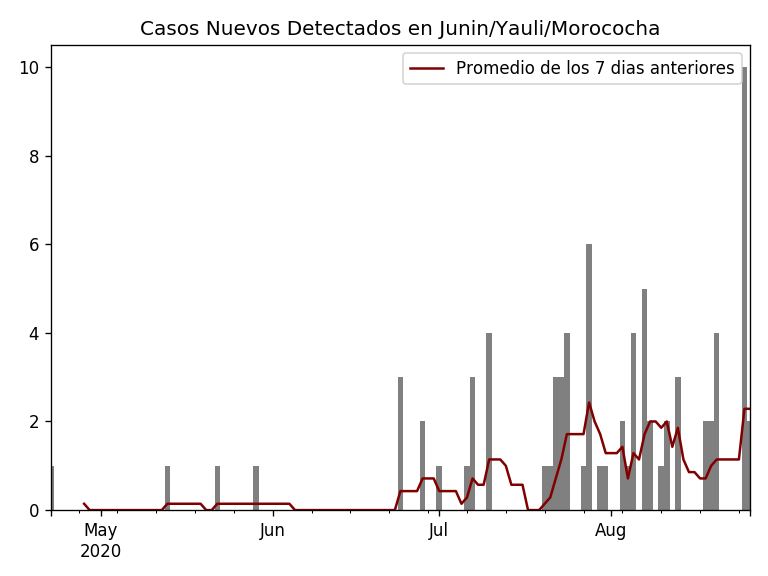 Casos Nuevos Detectados en Junin/Yauli/Morococha
Promedio de los 7 dias anteriores
10
8
6
4
2
0
May
2020
Jun
Jul
Aug